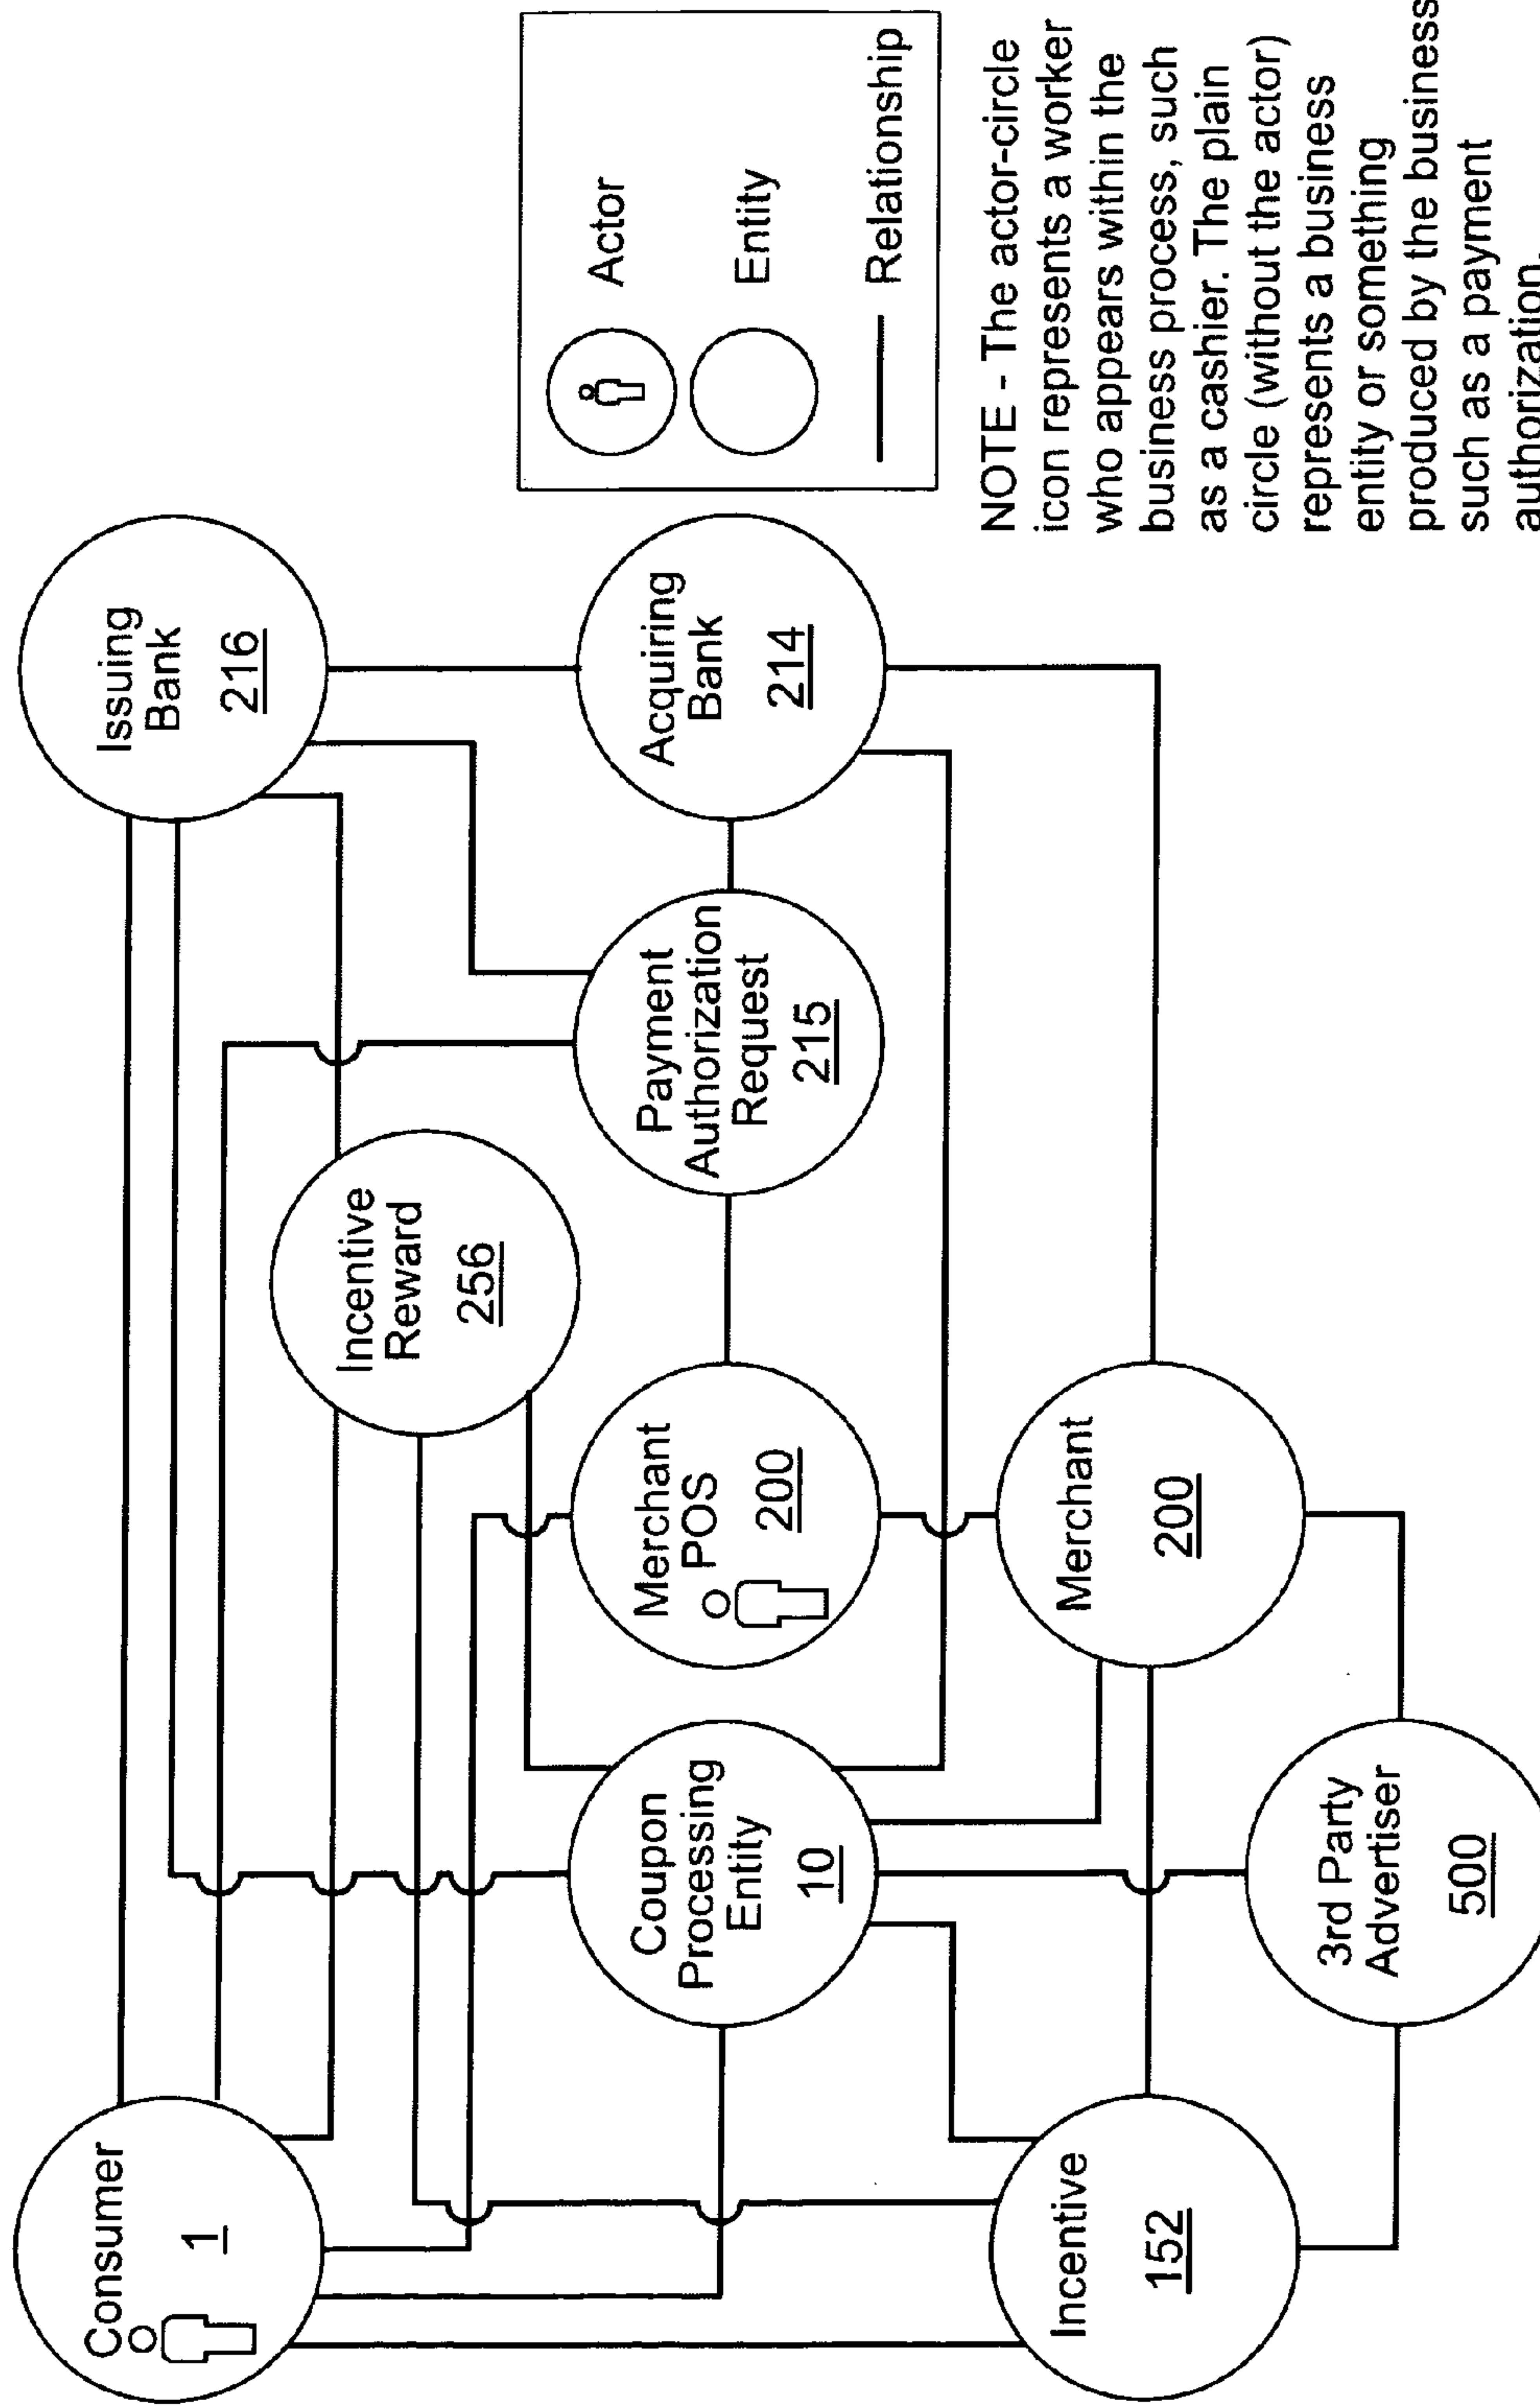 Consumer
1
Issuing
Bank
216
Incentive
Reward
256
Coupon
Processing
Entity
10
Merchant
POS
200
Payment
Authorization
Request
215
Acquiring
Bank
214
Incentive
152
Merchant
200
3rd Party
Advertiser
500
Actor
Entity
Relationship
NOTE - The actor-circle
icon represents a worker
who appears within the
business process, such
as a cashier. The plain
circle (without the actor)
represents a business
entity or something
produced by the business
such as a payment
authorization.